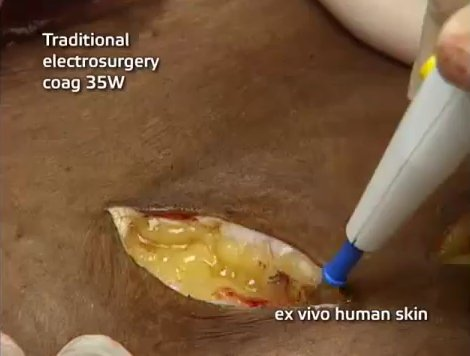 Traditional
electrosurgery
coag 35W
ex vivo human skin